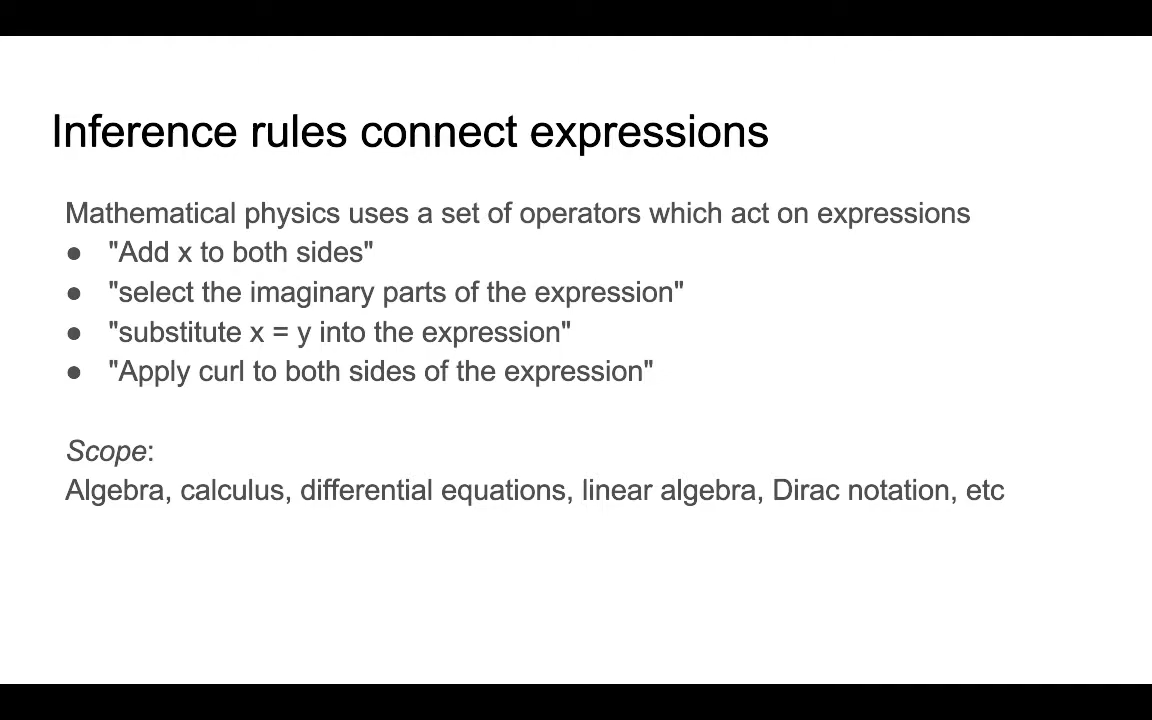 Inference rules connect expressions
Mathematical physics uses a set of operators which act on expressions
● "Add x to both sides"
● "select the imaginary parts of the expression"
● "substitute x = y into the expression"
● "Apply curl to both sides of the expression"
Scope:
Algebra, calculus, differential equations, linear algebra, Dirac notation, etc